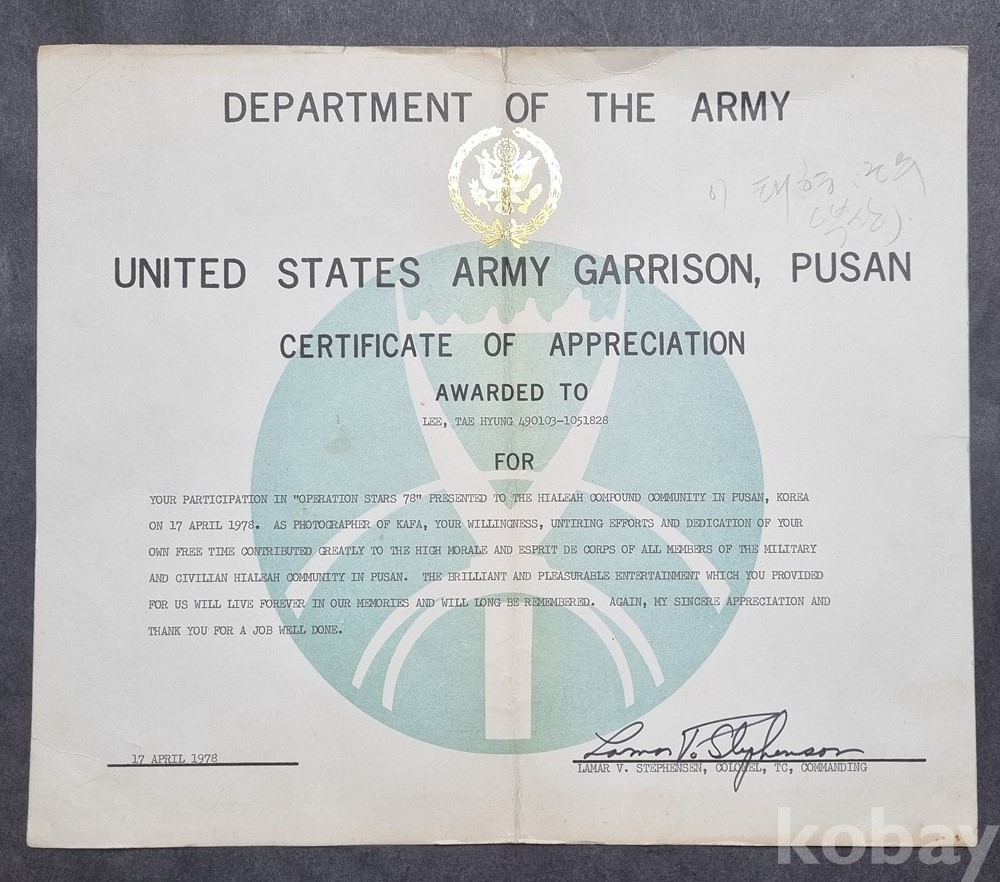 DEPARTMENT OF THE ARMY
이태형
UNITED STATES ARMY GARRISON, PUSAN
CERTIFICATE OF APPRECIATION
AWARDED TO
LEE, TAE HYUNG 490103-1051828
FOR
YOUR PARTICIPATION IN "OPERATION STARS 78" PRESENTED TO THE HIALEAH COMPOUND COMMUNITY IN PUSAN, KOREA
ON 17 APRIL 1978. AS PHOTOGRAPHER OF KAFA, YOUR WILLINGNESS, UNTIRING EFFORTS AND DEDICATION OF YOUR
OWN FREE TIME CONTRIBUTED GREATLY TO THE HIGH MORALE AND ESPRIT DE CORPS OF ALL MEMBERS OF THE MILITARY
AND CIVILIAN HIALEAH COMMUNITY IN PUSAN. THE BRILLIANT AND PLEASURABLE ENTERTAINMENT WHICH YOU PROVIDED
FOR US WILL LIVE FOREVER IN OUR MEMORIES AND WILL LONG BE REMEMBERED. AGAIN, MY SINCERE APPRECIATION AND
THANK YOU FOR A JOB WELL DONE.
17 APRIL 1978
Lamar V. Stephenson
LAMAR V. STEPHENSEN, COLONEL, TC, COMMANDING
kobay